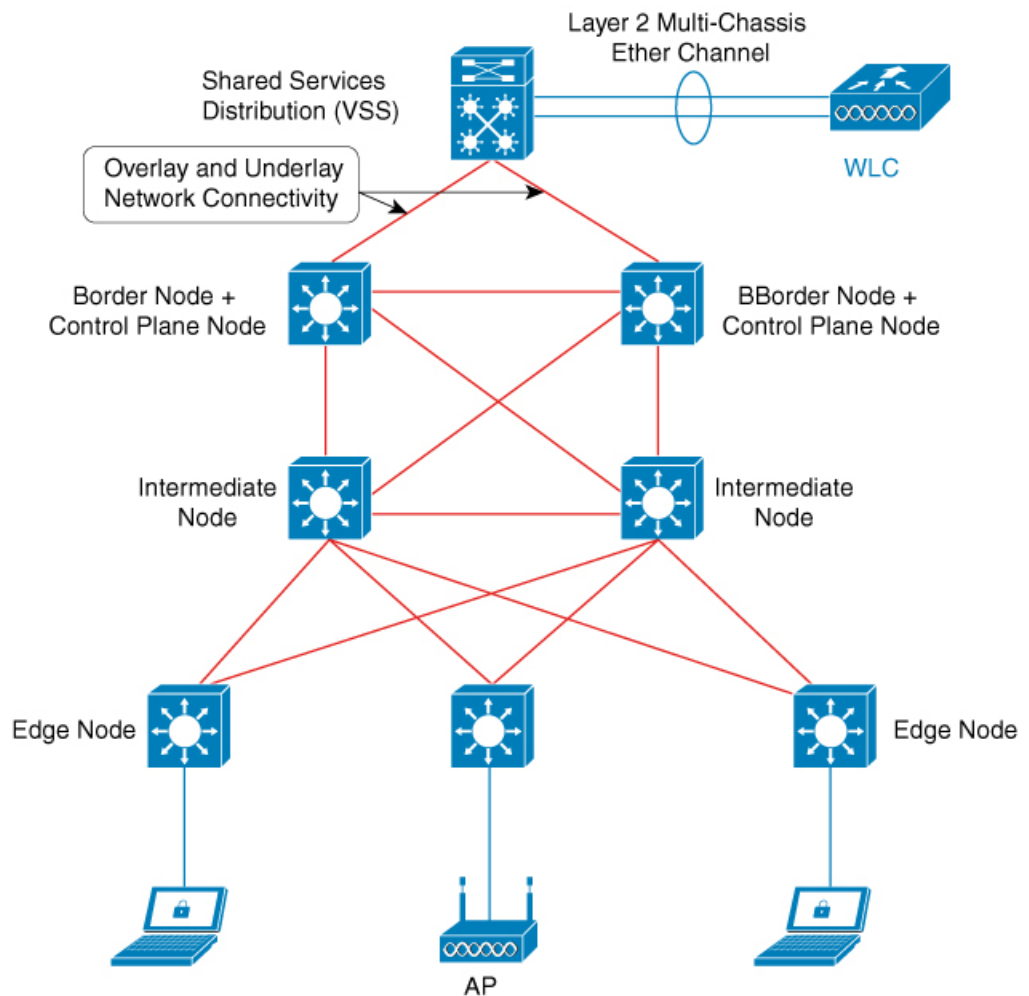 Layer 2 Multi-Chassis
Ether Channel
Shared Services
Distribution (VSS)
WLC
Overlay and Underlay
Network Connectivity
Border Node +
Control Plane Node
BBorder Node +
Control Plane Node
Intermediate
Node
Intermediate
Node
Edge Node
Edge Node
AP